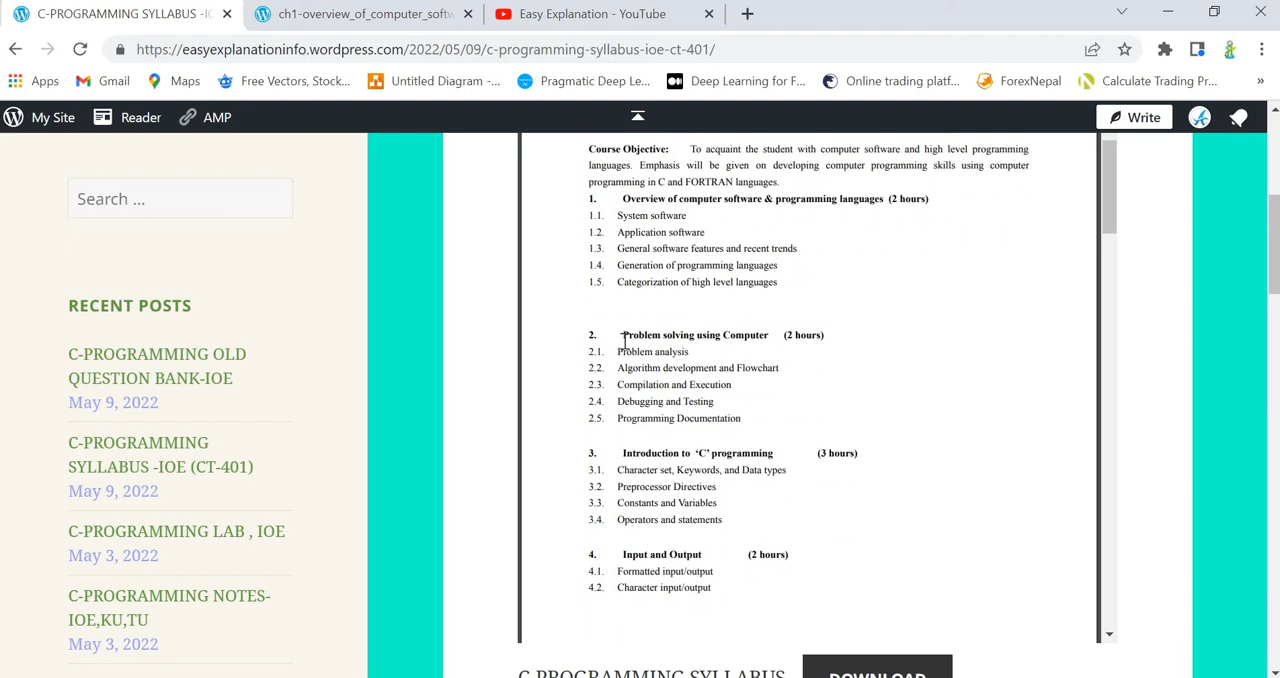 C-PROGRAMMING SYLLABUS -IO
ch1-overview_of_computer_softw
Easy Explanation - YouTube
https://easyexplanationinfo.wordpress.com/2022/05/09/c-programming-syllabus-ioe-ct-401/
Apps
Gmail
Maps
Free Vectors, Stock...
Untitled Diagram -...
Pragmatic Deep Le...
Deep Learning for F...
Online trading platf...
ForexNepal
Calculate Trading Pr...
»
My Site
Reader
AMP
Write
Search …
RECENT POSTS
C-PROGRAMMING OLD
QUESTION BANK-IOE
May 9, 2022
C-PROGRAMMING
SYLLABUS -IOE (CT-401)
May 9, 2022
C-PROGRAMMING LAB , IOE
May 3, 2022
C-PROGRAMMING NOTES-
IOE,KU,TU
May 3, 2022
Course Objective: To acquaint the student with computer software and high level programming
languages. Emphasis will be given on developing computer programming skills using computer
programming in C and FORTRAN languages.
1. Overview of computer software & programming languages (2 hours)
1.1. System software
1.2. Application software
1.3. General software features and recent trends
1.4. Generation of programming languages
1.5. Categorization of high level languages
2. Problem solving using Computer (2 hours)
2.1. Problem analysis
2.2. Algorithm development and Flowchart
2.3. Compilation and Execution
2.4. Debugging and Testing
2.5. Programming Documentation
3. Introduction to ‘C’ programming (3 hours)
3.1. Character set, Keywords, and Data types
3.2. Preprocessor Directives
3.3. Constants and Variables
3.4. Operators and statements
4. Input and Output (2 hours)
4.1. Formatted input/output
4.2. Character input/output
C-PROGRAMMING SYLLABUS
DOWNLOAD